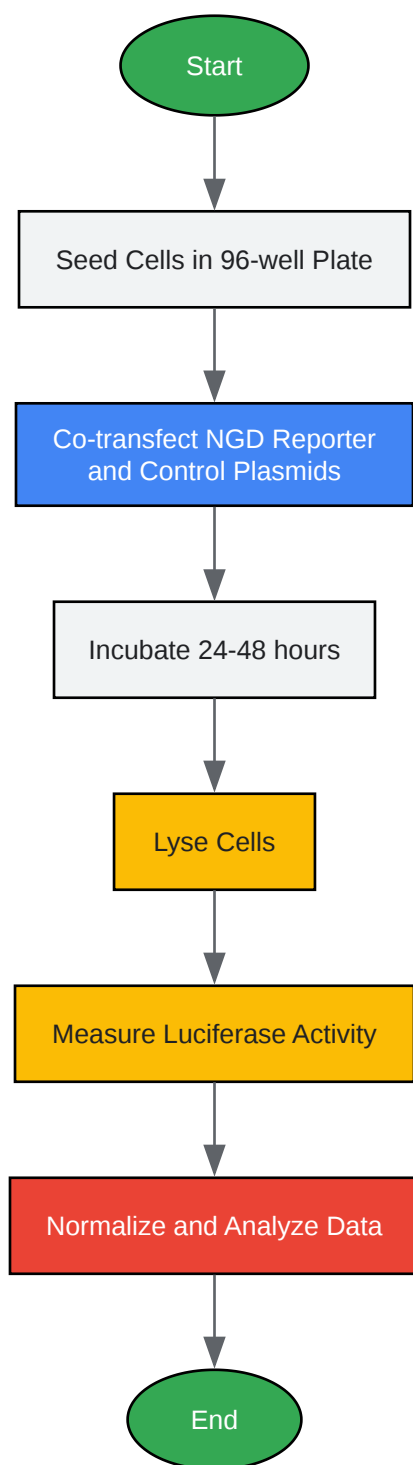 Start
Seed Cells in 96-well Plate
Co-transfect NGD Reporter
and Control Plasmids
Incubate 24-48 hours
Lyse Cells
Measure Luciferase Activity
Normalize and Analyze Data
End